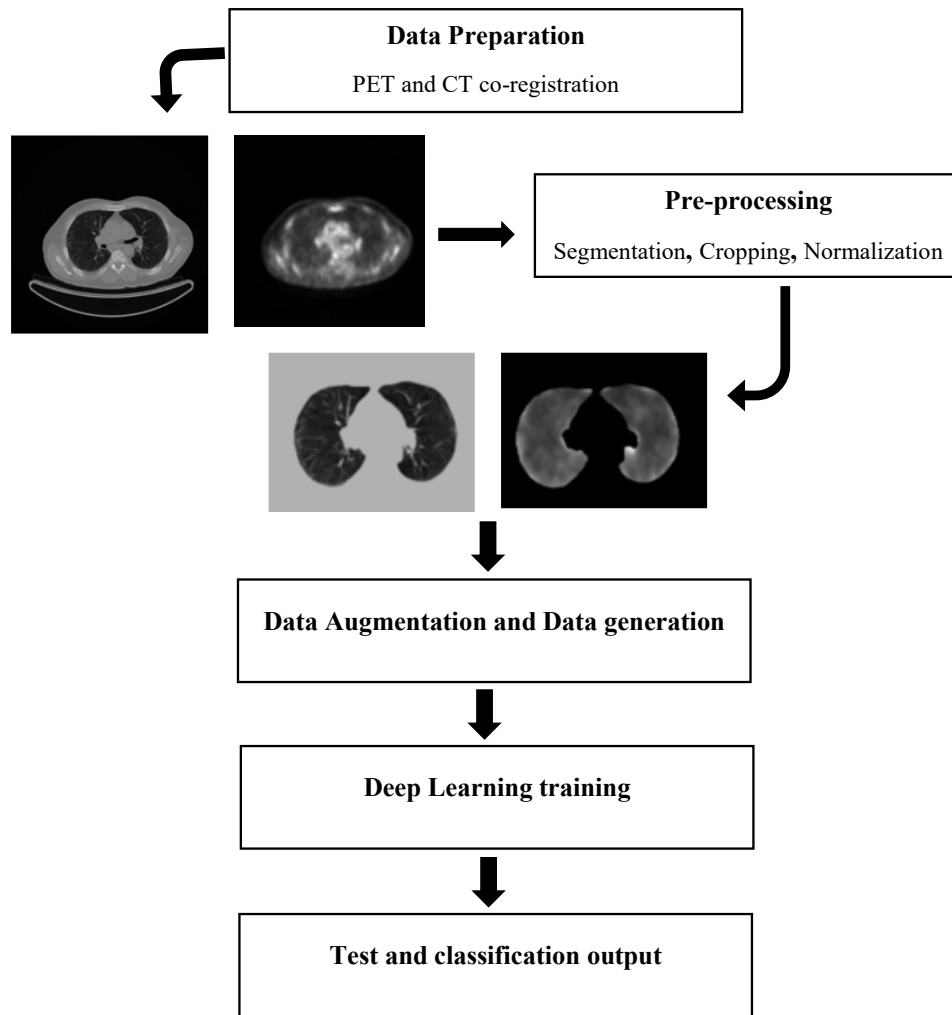 Data Preparation
PET and CT co-registration
Pre-processing
Segmentation, Cropping, Normalization
Data Augmentation and Data generation
Deep Learning training
Test and classification output